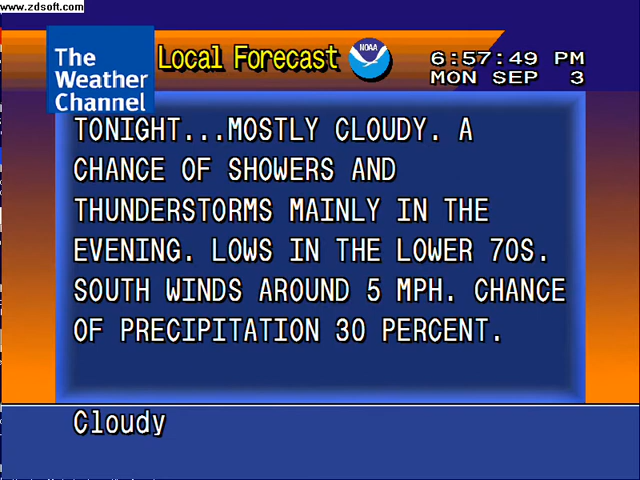 www.zdsoft.com
The
Weather
Channel
Local Forecast
NOAA
6:57:49 PM
MON SEP 3
TONIGHT...MOSTLY CLOUDY. A
CHANCE OF SHOWERS AND
THUNDERSTORMS MAINLY IN THE
EVENING. LOWS IN THE LOWER 70S.
SOUTH WINDS AROUND 5 MPH. CHANCE
OF PRECIPITATION 30 PERCENT.
Cloudy